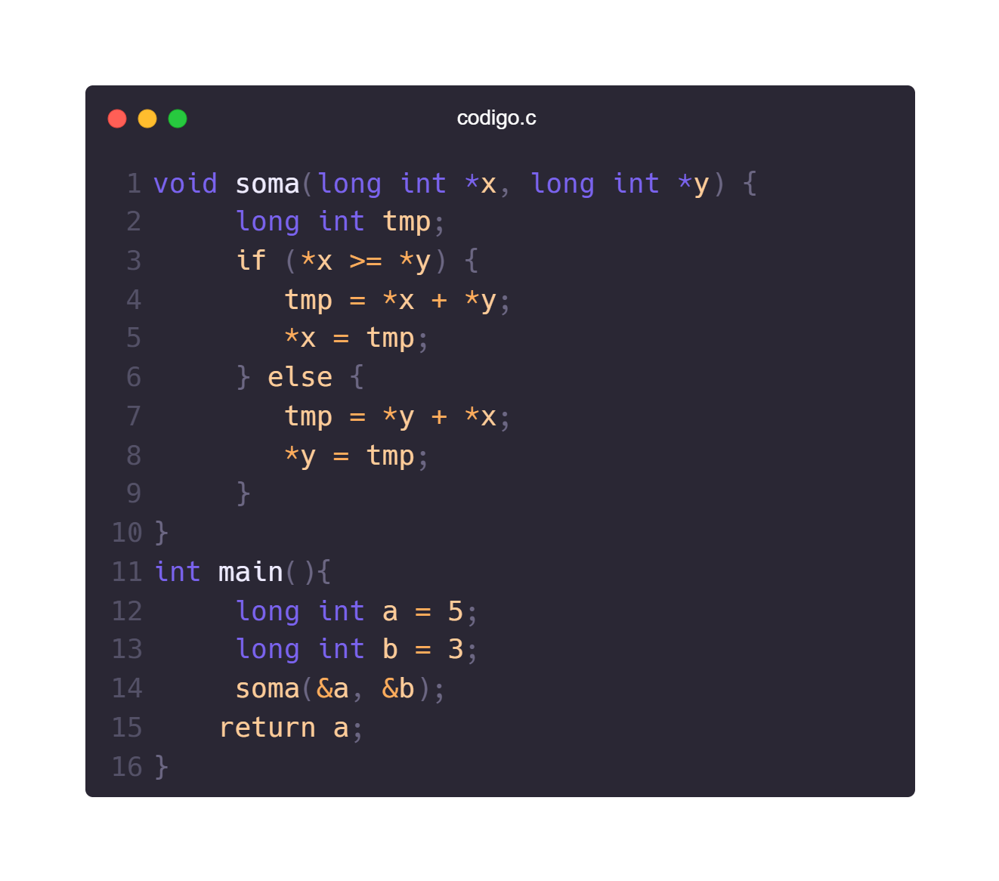 codigo.c
1 void soma(long int *x, long int *y) {
2      long int tmp;
3      if (*x >= *y) {
4         tmp = *x + *y;
5         *x = tmp;
6      } else {
7         tmp = *y + *x;
8         *y = tmp;
9      }
10 }
11 int main(){
12      long int a = 5;
13      long int b = 3;
14      soma(&a, &b);
15     return a;
16 }